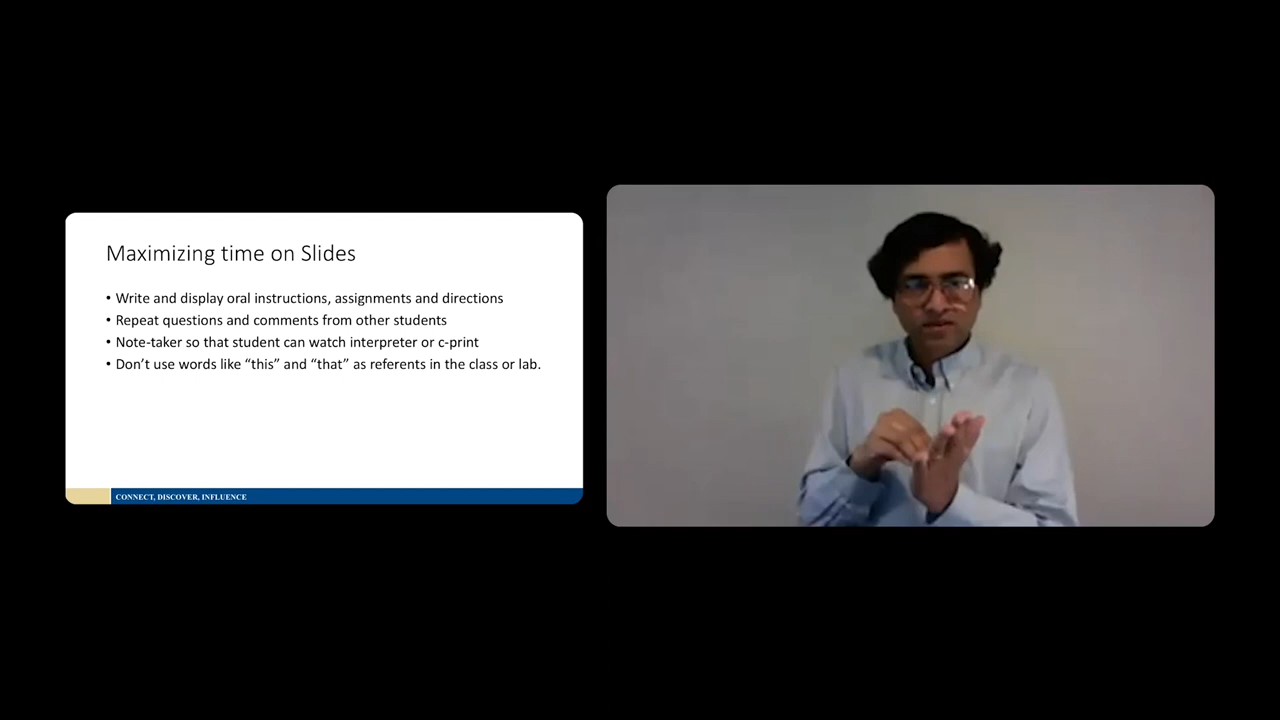 Maximizing time on Slides
• Write and display oral instructions, assignments and directions
• Repeat questions and comments from other students
• Note-taker so that student can watch interpreter or c-print
• Don’t use words like “this” and “that” as referents in the class or lab.
CONNECT, DISCOVER, INFLUENCE